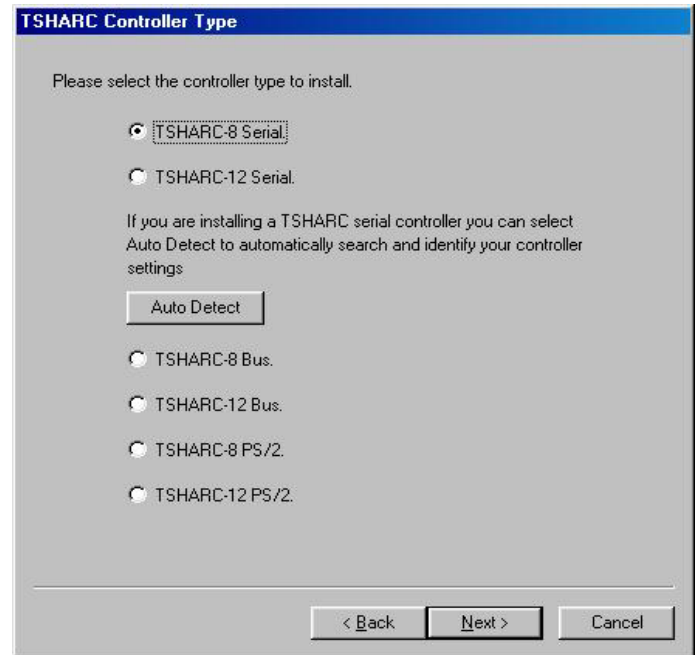 TSHARC Controller Type
Please select the controller type to install.
TSHARC-8 Serial.
TSHARC-12 Serial.
If you are installing a TSHARC serial controller you can select
Auto Detect to automatically search and identify your controller
settings
Auto Detect
TSHARC-8 Bus.
TSHARC-12 Bus.
TSHARC-8 PS/2.
TSHARC-12 PS/2.
< Back
Next >
Cancel